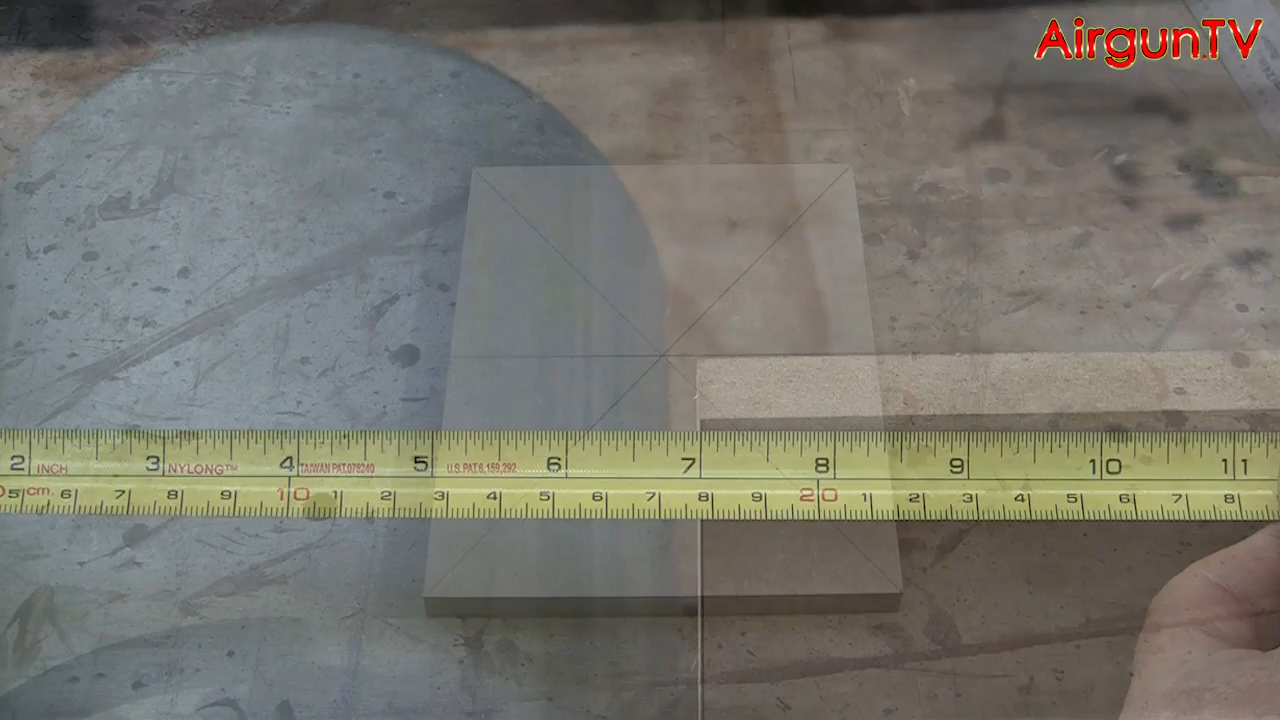 AirgunTV
2 INCH 3 NYLONG™ 4 TAIWAN PAT.078240 5 U.S. PAT.6,159,292 6 7 8 9 10 11
5 cm. 6 7 8 9 10 1 2 3 4 5 6 7 8 9 20 1 2 3 4 5 6 7 8